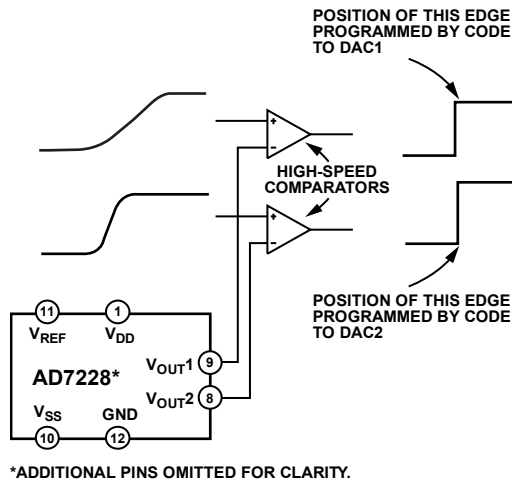 POSITION OF THIS EDGE
PROGRAMMED BY CODE
TO DAC1
+
−
HIGH-SPEED
COMPARATORS
+
−
POSITION OF THIS EDGE
PROGRAMMED BY CODE
TO DAC2
11
1
VREF
VDD
VOUT1
9
AD7228*
VOUT2
8
VSS
GND
10
12
*ADDITIONAL PINS OMITTED FOR CLARITY.